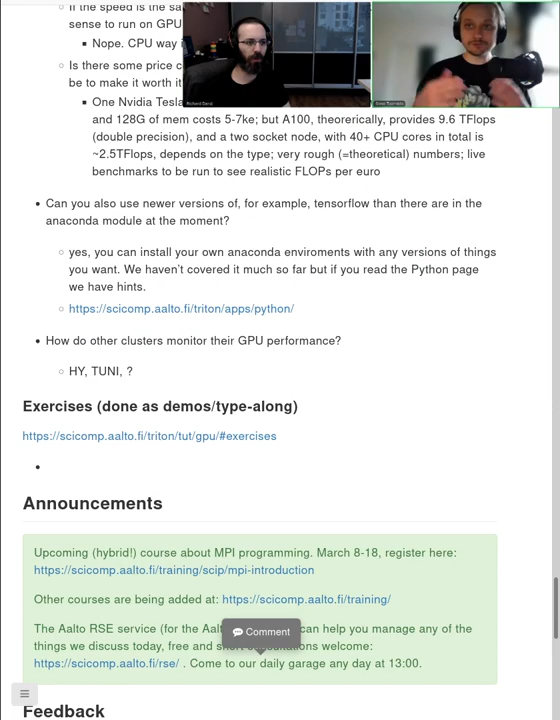 If the speed is the sa
sense to run on GPU
Nope. CPU way i
Is there some price c
be to make it worth it
One Nvidia Tesla
and 128G of mem costs 5-7ke; but A100, theorerically, provides 9.6 TFlops
(double precision), and a two socket node, with 40+ CPU cores in total is
~2.5TFlops, depends on the type; very rough (=theoretical) numbers; live
benchmarks to be run to see realistic FLOPs per euro
Can you also use newer versions of, for example, tensorflow than there are in the
anaconda module at the moment?
yes, you can install your own anaconda enviroments with any versions of things
you want. We haven't covered it much so far but if you read the Python page
we have hints.
https://scicomp.aalto.fi/triton/apps/python/
How do other clusters monitor their GPU performance?
HY, TUNI, ?
Exercises (done as demos/type-along)
https://scicomp.aalto.fi/triton/tut/gpu/#exercises
Announcements
Upcoming (hybrid!) course about MPI programming. March 8-18, register here:
https://scicomp.aalto.fi/training/scip/mpi-introduction
Other courses are being added at: https://scicomp.aalto.fi/training/
The Aalto RSE service (for the Aalt can help you manage any of the
Comment
things we discuss today, free and welcome:
https://scicomp.aalto.fi/rse/ . Come to our daily garage any day at 13:00.
Feedback